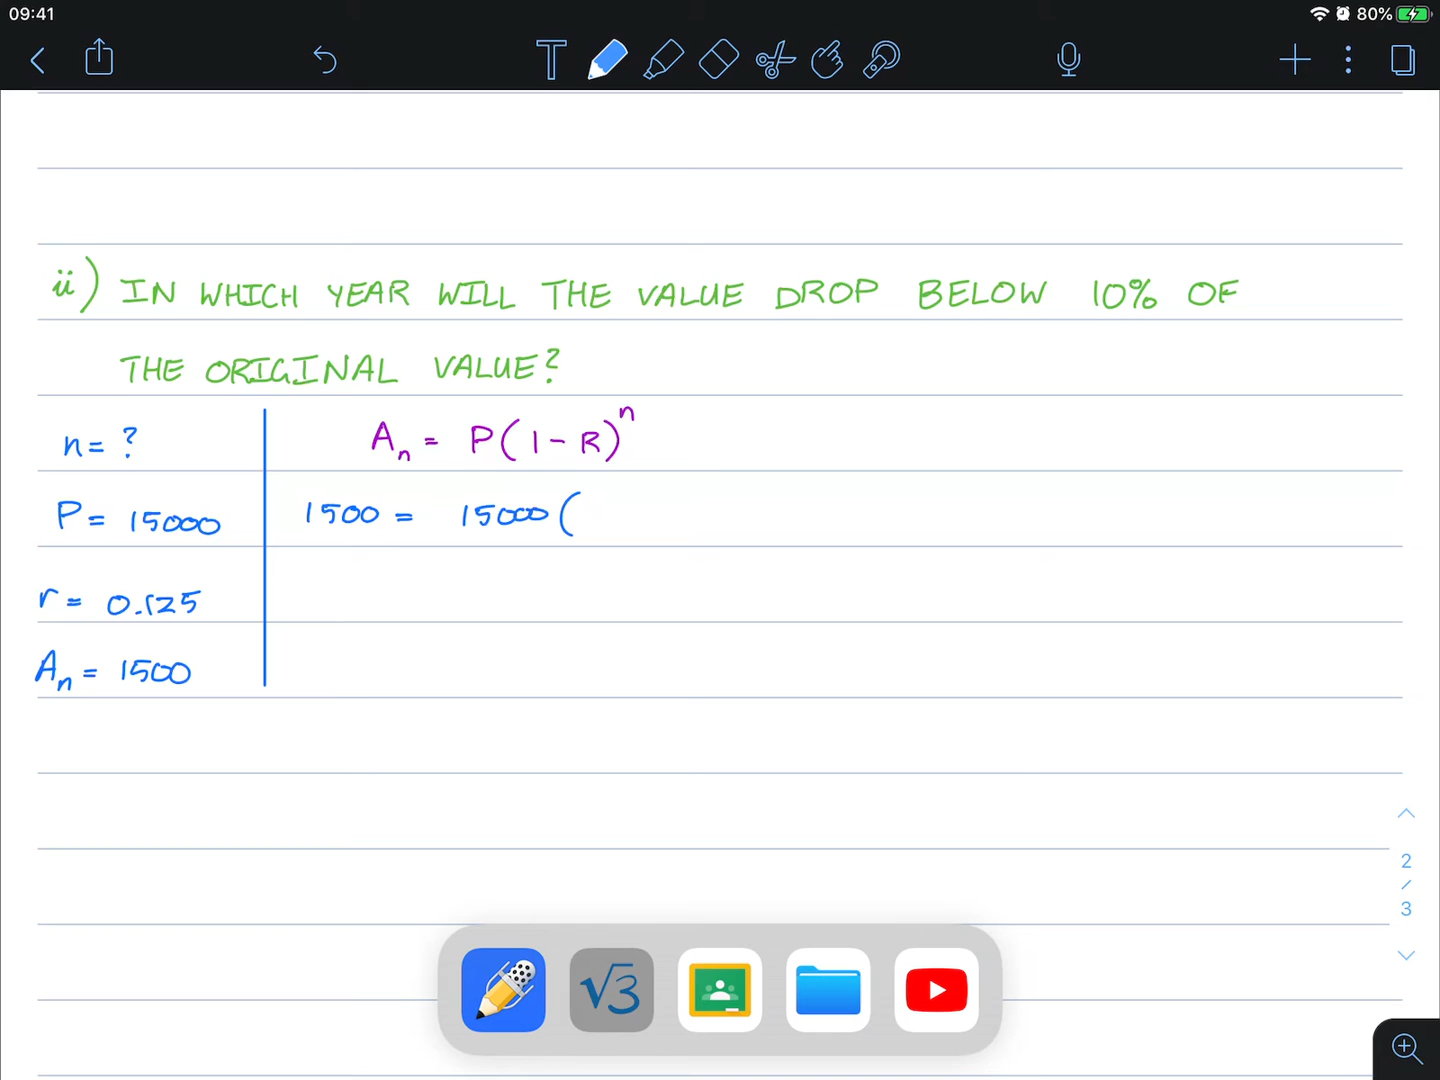 09:41
80%
T
ii) IN WHICH YEAR WILL THE VALUE DROP BELOW 10% OF
THE ORIGINAL VALUE?
n = ?
Aₙ = P(1 - R)ⁿ
P = 15000
1500 = 15000 (
r = 0.125
Aₙ = 1500
2
/
3
√3